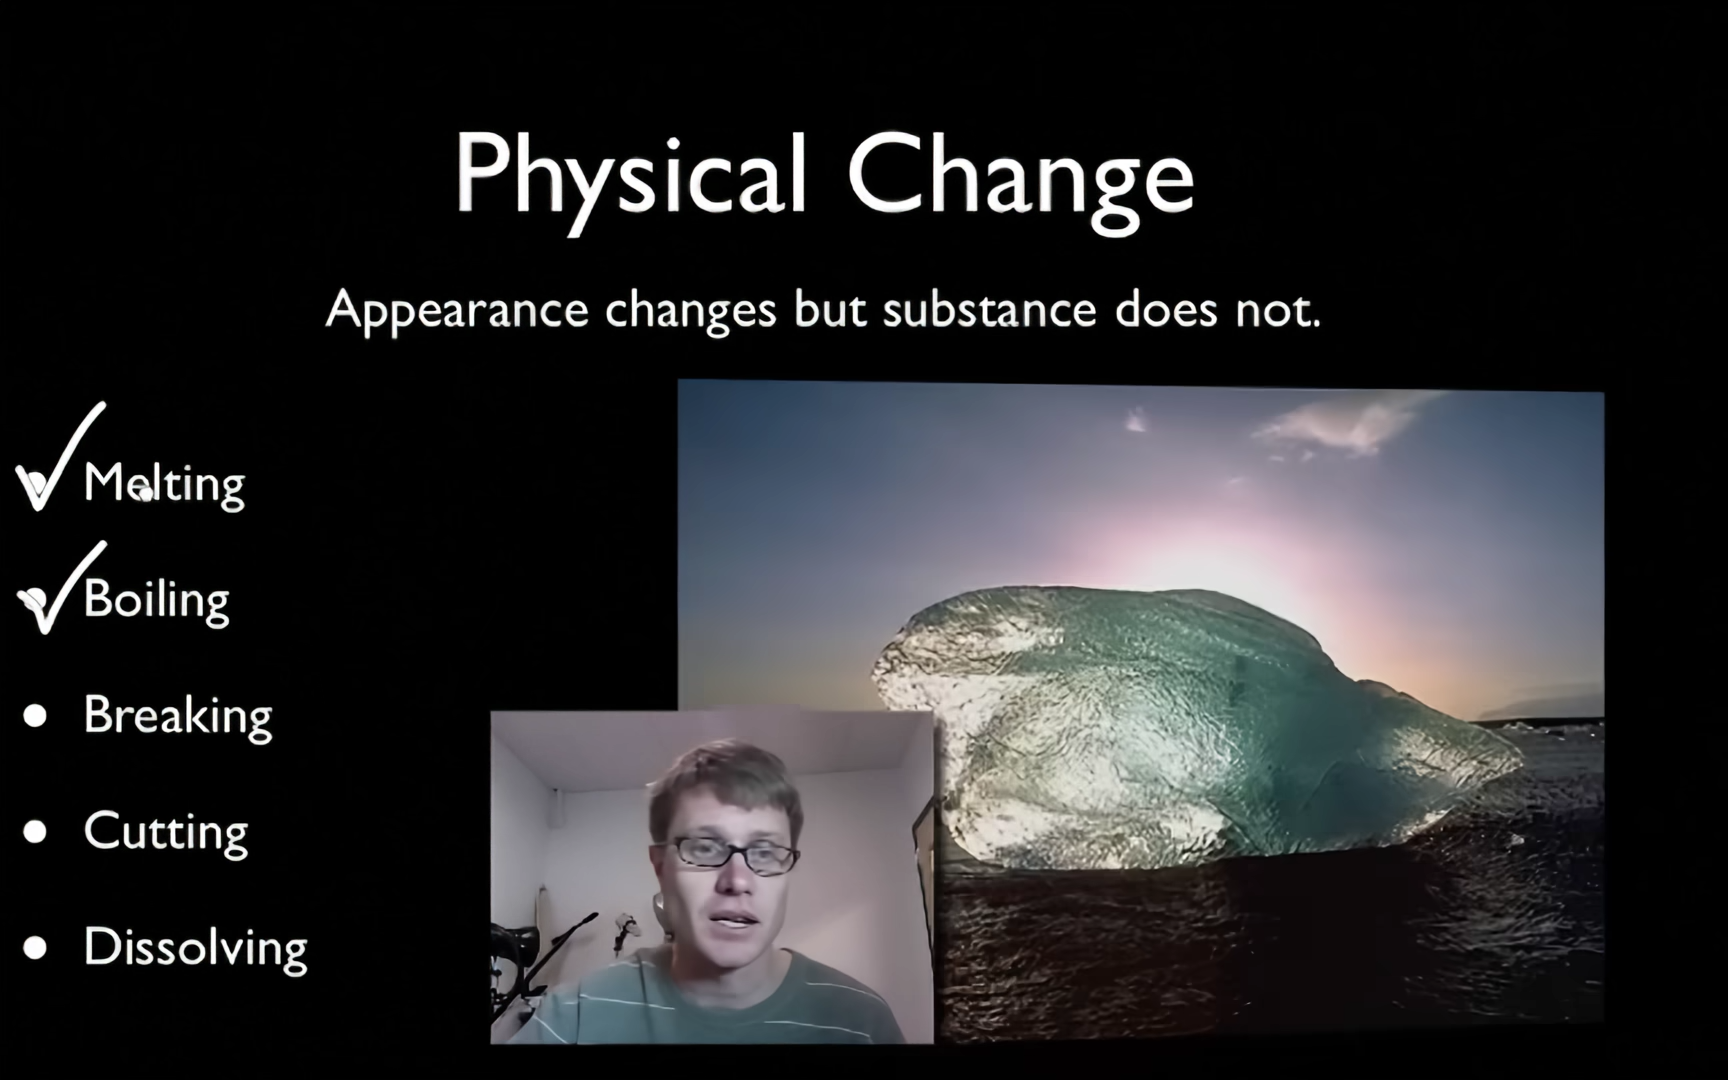 Physical Change
Appearance changes but substance does not.
Melting
Boiling
Breaking
Cutting
Dissolving